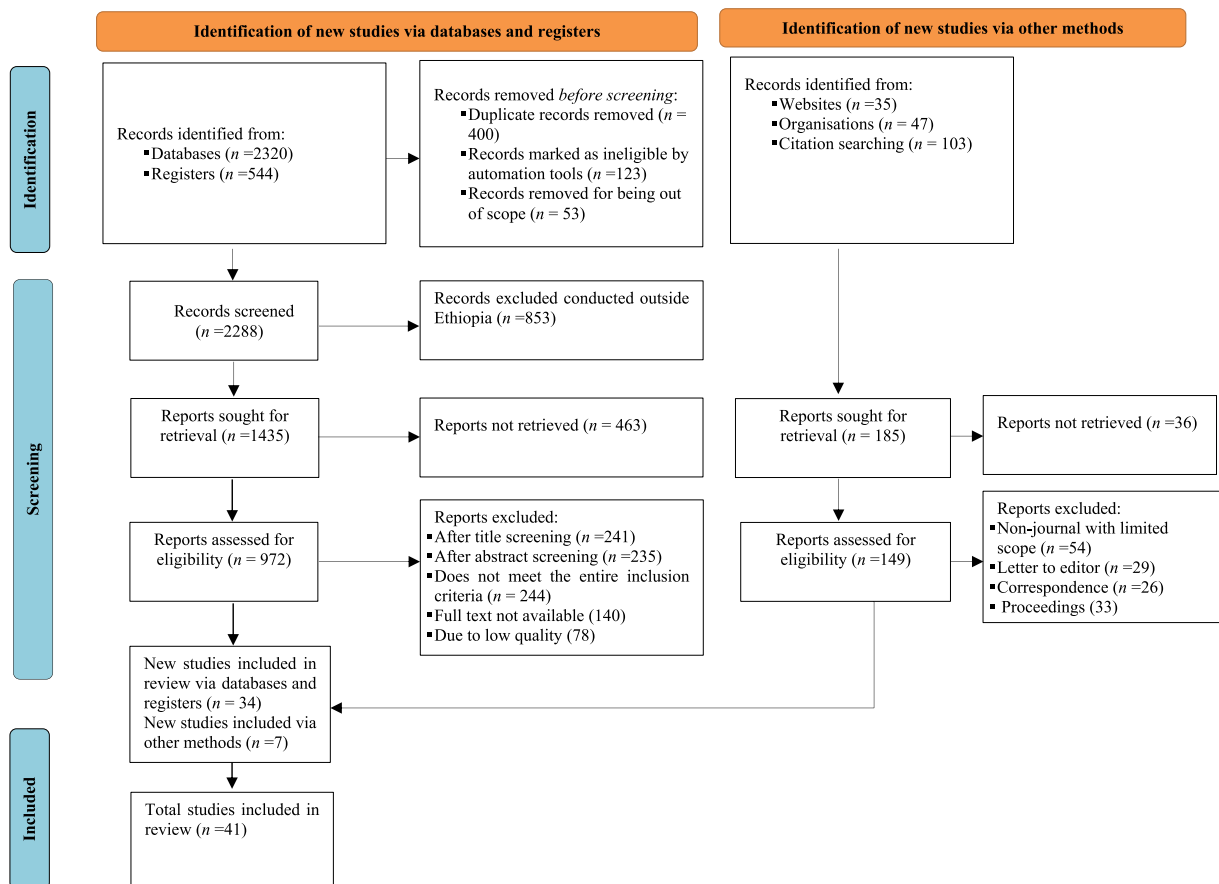 Identification of new studies via databases and registers
Identification of new studies via other methods
Identification
Records identified from:
▪Databases (n =2320)
▪Registers (n =544)
Records removed before screening:
▪Duplicate records removed (n =
400)
▪Records marked as ineligible by
automation tools (n =123)
▪Records removed for being out
of scope (n = 53)
Records identified from:
▪Websites (n =35)
▪Organisations (n = 47)
▪Citation searching (n = 103)
Screening
Records screened
(n =2288)
Records excluded conducted outside
Ethiopia (n =853)
Reports sought for
retrieval (n =1435)
Reports not retrieved (n = 463)
Reports sought for
retrieval (n = 185)
Reports not retrieved (n =36)
Reports assessed for
eligibility (n = 972)
Reports excluded:
▪After title screening (n =241)
▪After abstract screening (n =235)
▪Does not meet the entire inclusion
criteria (n = 244)
▪Full text not available (140)
▪Due to low quality (78)
Reports assessed for
eligibility (n =149)
Reports excluded:
▪Non-journal with limited
scope (n =54)
▪Letter to editor (n =29)
▪Correspondence (n =26)
▪ Proceedings (33)
New studies included in
review via databases and
registers (n = 34)
New studies included via
other methods (n =7)
Included
Total studies included in
review (n =41)